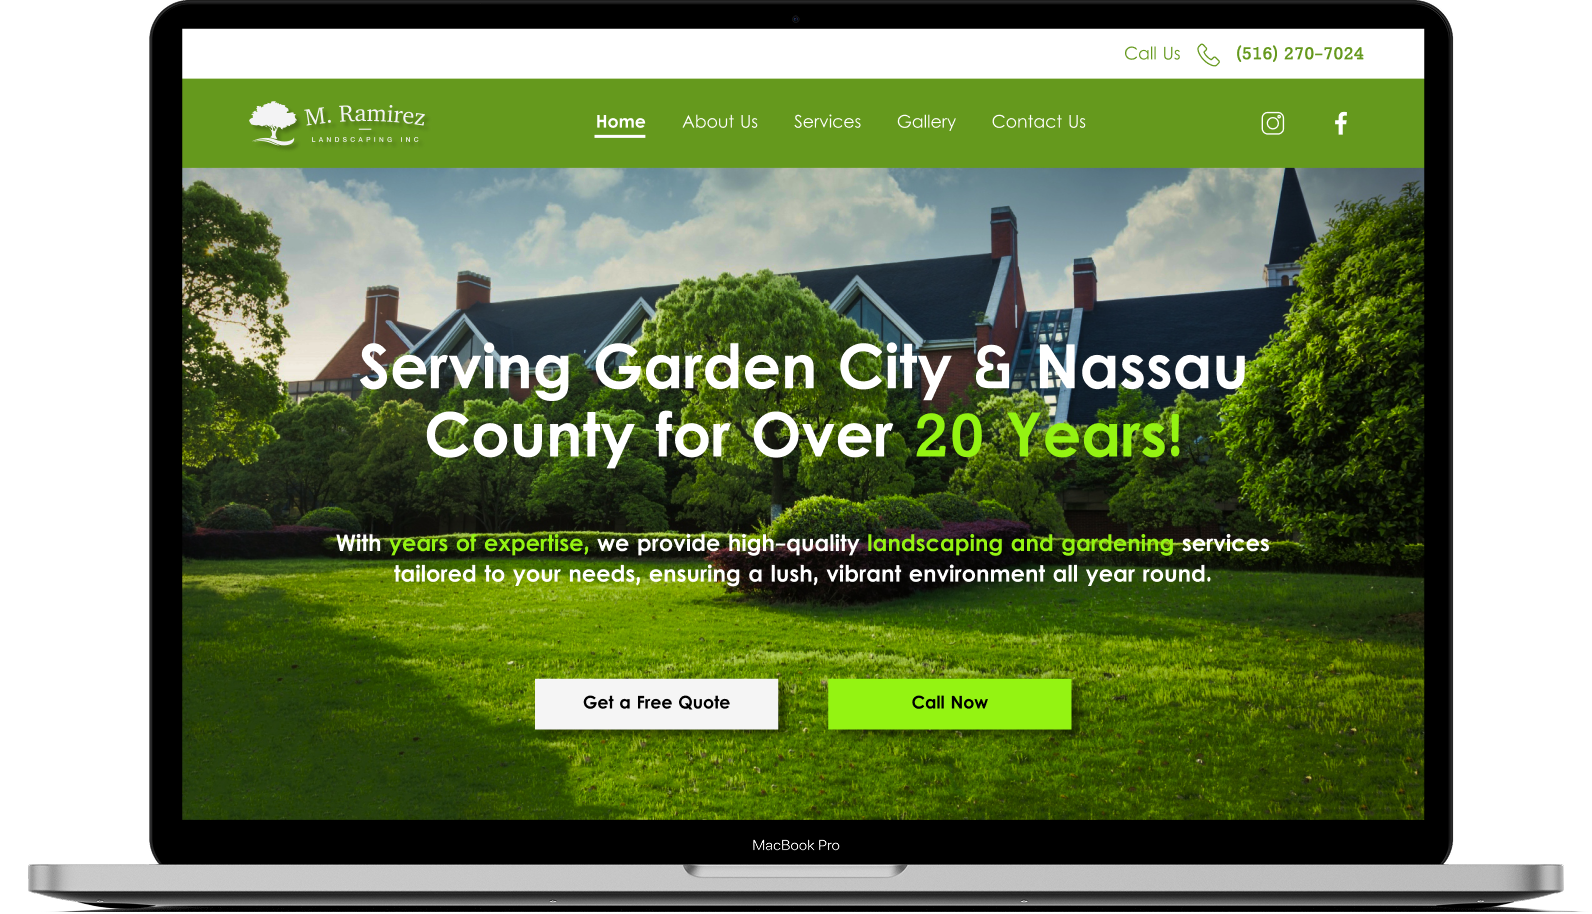 Call Us (516) 270-7024
M. Ramirez
LANDSCAPING INC
Home About Us Services Gallery Contact Us
Serving Garden City & Nassau
County for Over 20 Years!
With years of expertise, we provide high-quality landscaping and gardening services
tailored to your needs, ensuring a lush, vibrant environment all year round.
Get a Free Quote Call Now
MacBook Pro